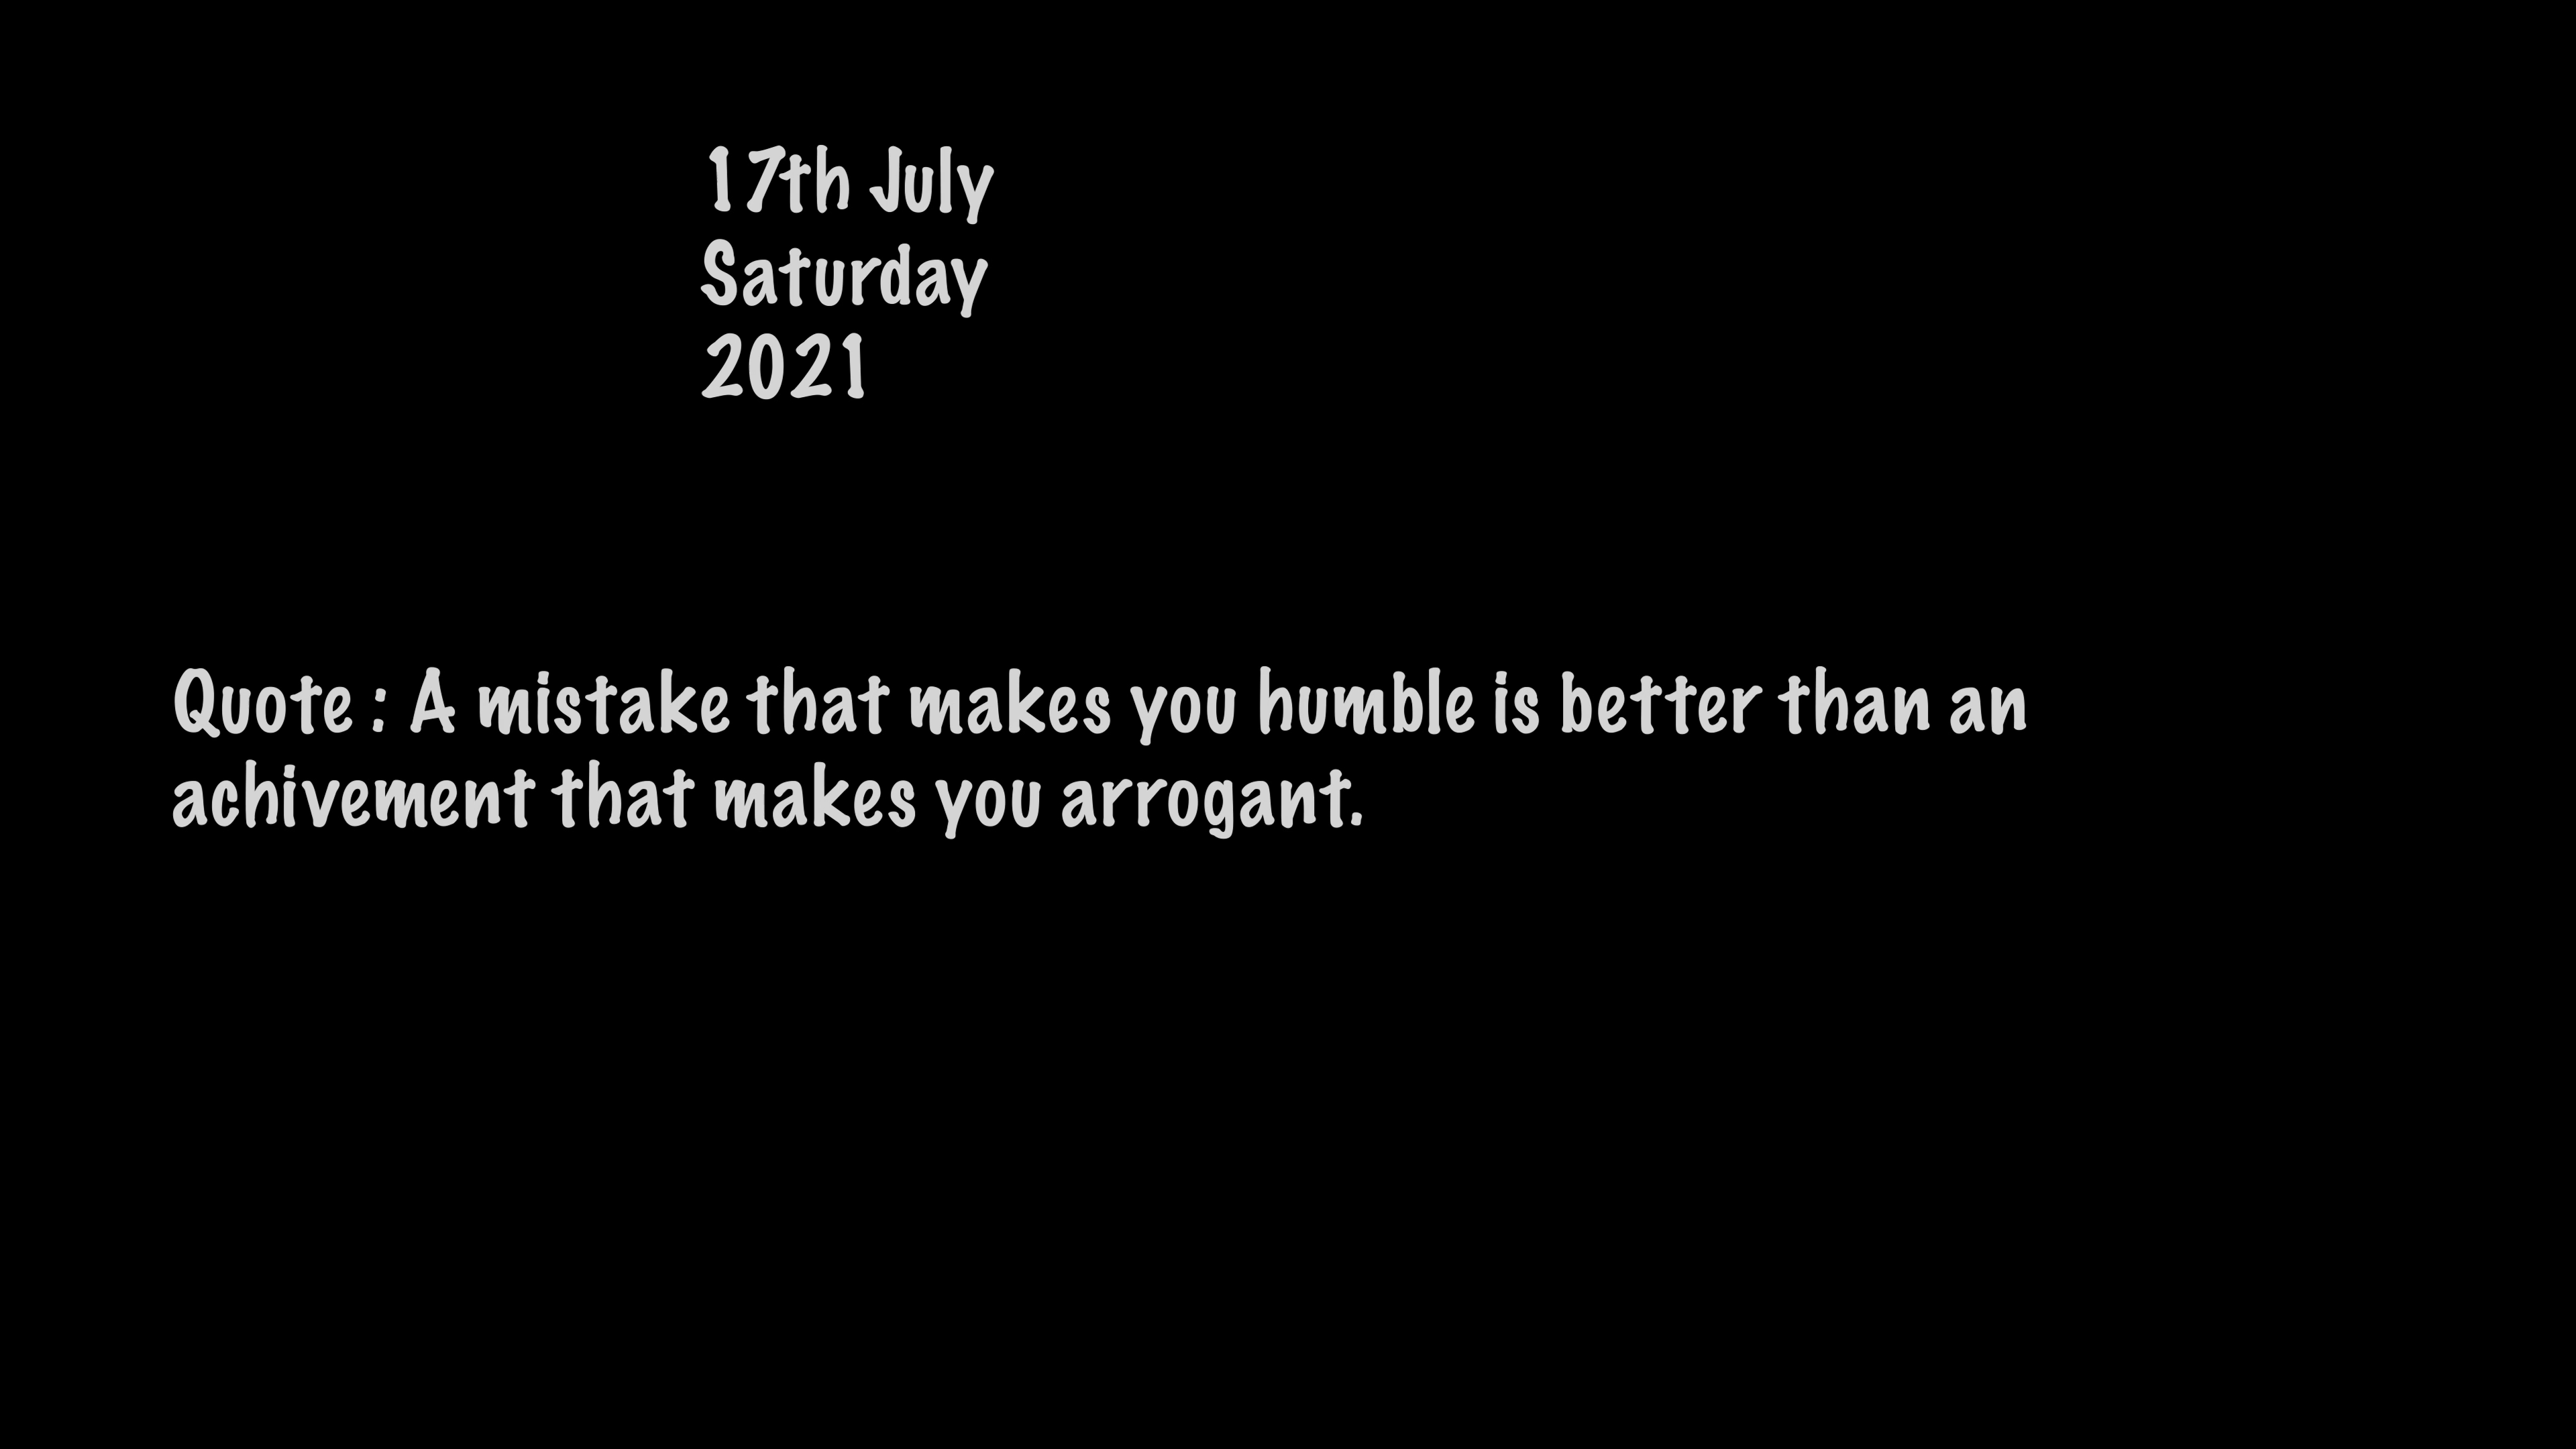 17th July
Saturday
2021
Quote : A mistake that makes you humble is better than an
achivement that makes you arrogant.